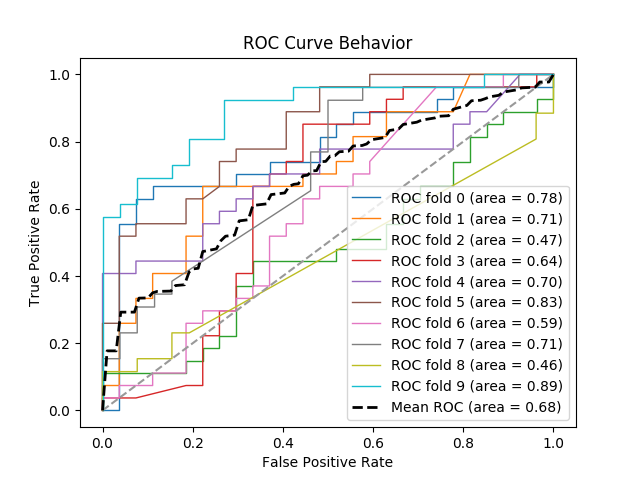 ROC Curve Behavior
True Positive Rate
1.0
0.8
0.6
0.4
0.2
0.0
ROC fold 0 (area = 0.78)
ROC fold 1 (area = 0.71)
ROC fold 2 (area = 0.47)
ROC fold 3 (area = 0.64)
ROC fold 4 (area = 0.70)
ROC fold 5 (area = 0.83)
ROC fold 6 (area = 0.59)
ROC fold 7 (area = 0.71)
ROC fold 8 (area = 0.46)
ROC fold 9 (area = 0.89)
Mean ROC (area = 0.68)
0.0 0.2 0.4 0.6 0.8 1.0
False Positive Rate